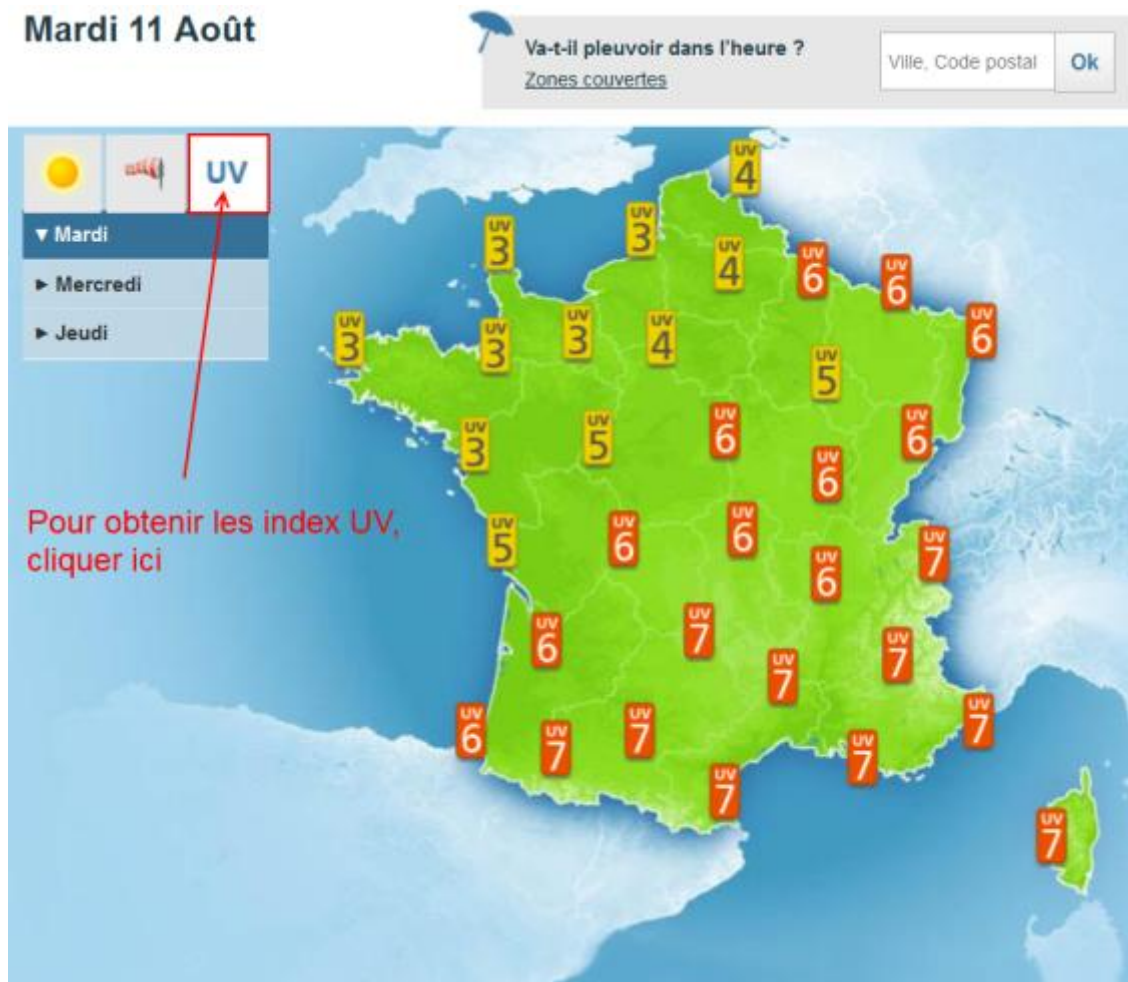 Mardi 11 Août
Va-t-il pleuvoir dans l'heure ?
Zones couvertes
Ville, Code postal
Ok
UV
▼ Mardi
► Mercredi
► Jeudi
Pour obtenir les index UV,
cliquer ici
UV 4
UV 3
UV 3
UV 4
UV 6
UV 6
UV 3
UV 3
UV 3
UV 4
UV 6
UV 5
UV 3
UV 5
UV 6
UV 6
UV 6
UV 5
UV 6
UV 6
UV 7
UV 6
UV 6
UV 7
UV 7
UV 7
UV 6
UV 7
UV 7
UV 7
UV 7
UV 7
UV 7